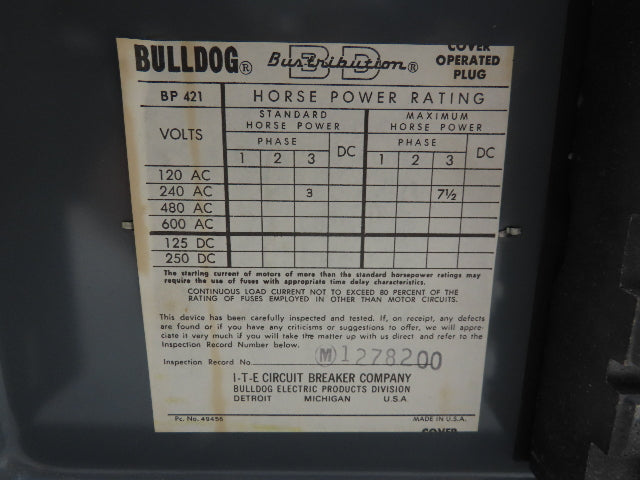 COVER
BULLDOG® BD Bustribution® OPERATED
PLUG
BP 421 HORSE POWER RATING
VOLTS STANDARD HORSE POWER MAXIMUM HORSE POWER
PHASE DC PHASE DC
1 2 3 1 2 3
120 AC
240 AC 3 7½
480 AC
600 AC
125 DC
250 DC
The starting current of motors of more than the standard horsepower ratings may
require the use of fuses with appropriate time delay characteristics.
CONTINUOUS LOAD CURRENT NOT TO EXCEED 80 PERCENT OF THE
RATING OF FUSES EMPLOYED IN OTHER THAN MOTOR CIRCUITS.
This device has been carefully inspected and tested. If, on receipt, any defects
are found or if you have any criticisms or suggestions to offer, we will appre-
ciate it very much if you will take the matter up with us direct and refer to the
Inspection Record Number below.
Inspection Record No. M 1278200
I-T-E CIRCUIT BREAKER COMPANY
BULLDOG ELECTRIC PRODUCTS DIVISION
DETROIT MICHIGAN U.S.A.
Pc. No. 49456 MADE IN U.S.A.
COVER